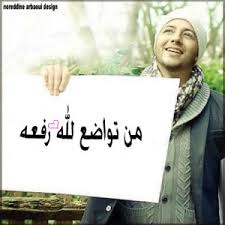 noreddine arbaoui design
من تواضع لله رفعه